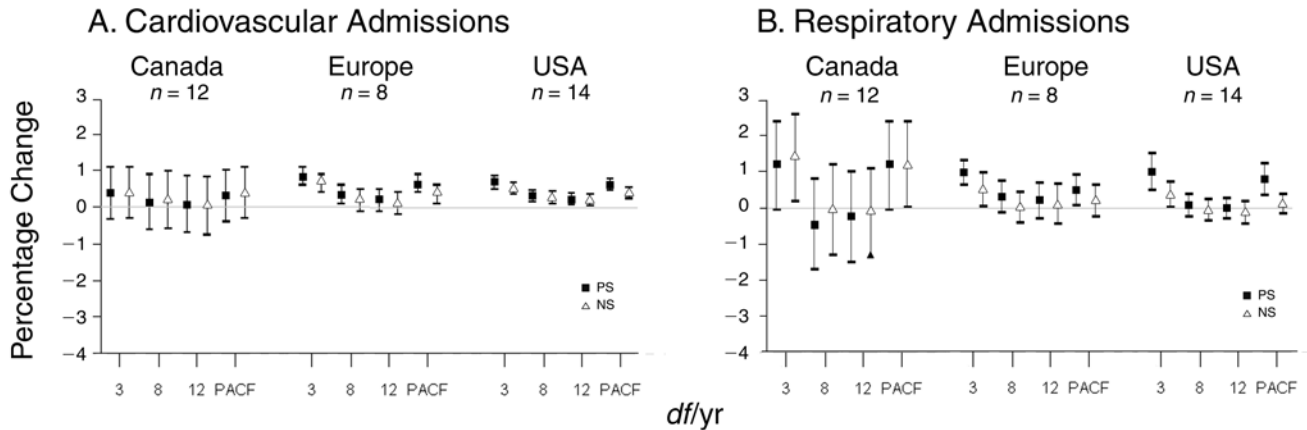 A. Cardiovascular Admissions
Canada
n = 12
Europe
n = 8
USA
n = 14
Percentage Change
3
2
1
0
−1
−2
−3
−4
PS
NS
3 8 12 PACF 3 8 12 PACF 3 8 12 PACF
B. Respiratory Admissions
Canada
n = 12
Europe
n = 8
USA
n = 14
3
2
1
0
−1
−2
−3
−4
PS
NS
3 8 12 PACF 3 8 12 PACF 3 8 12 PACF
df/yr